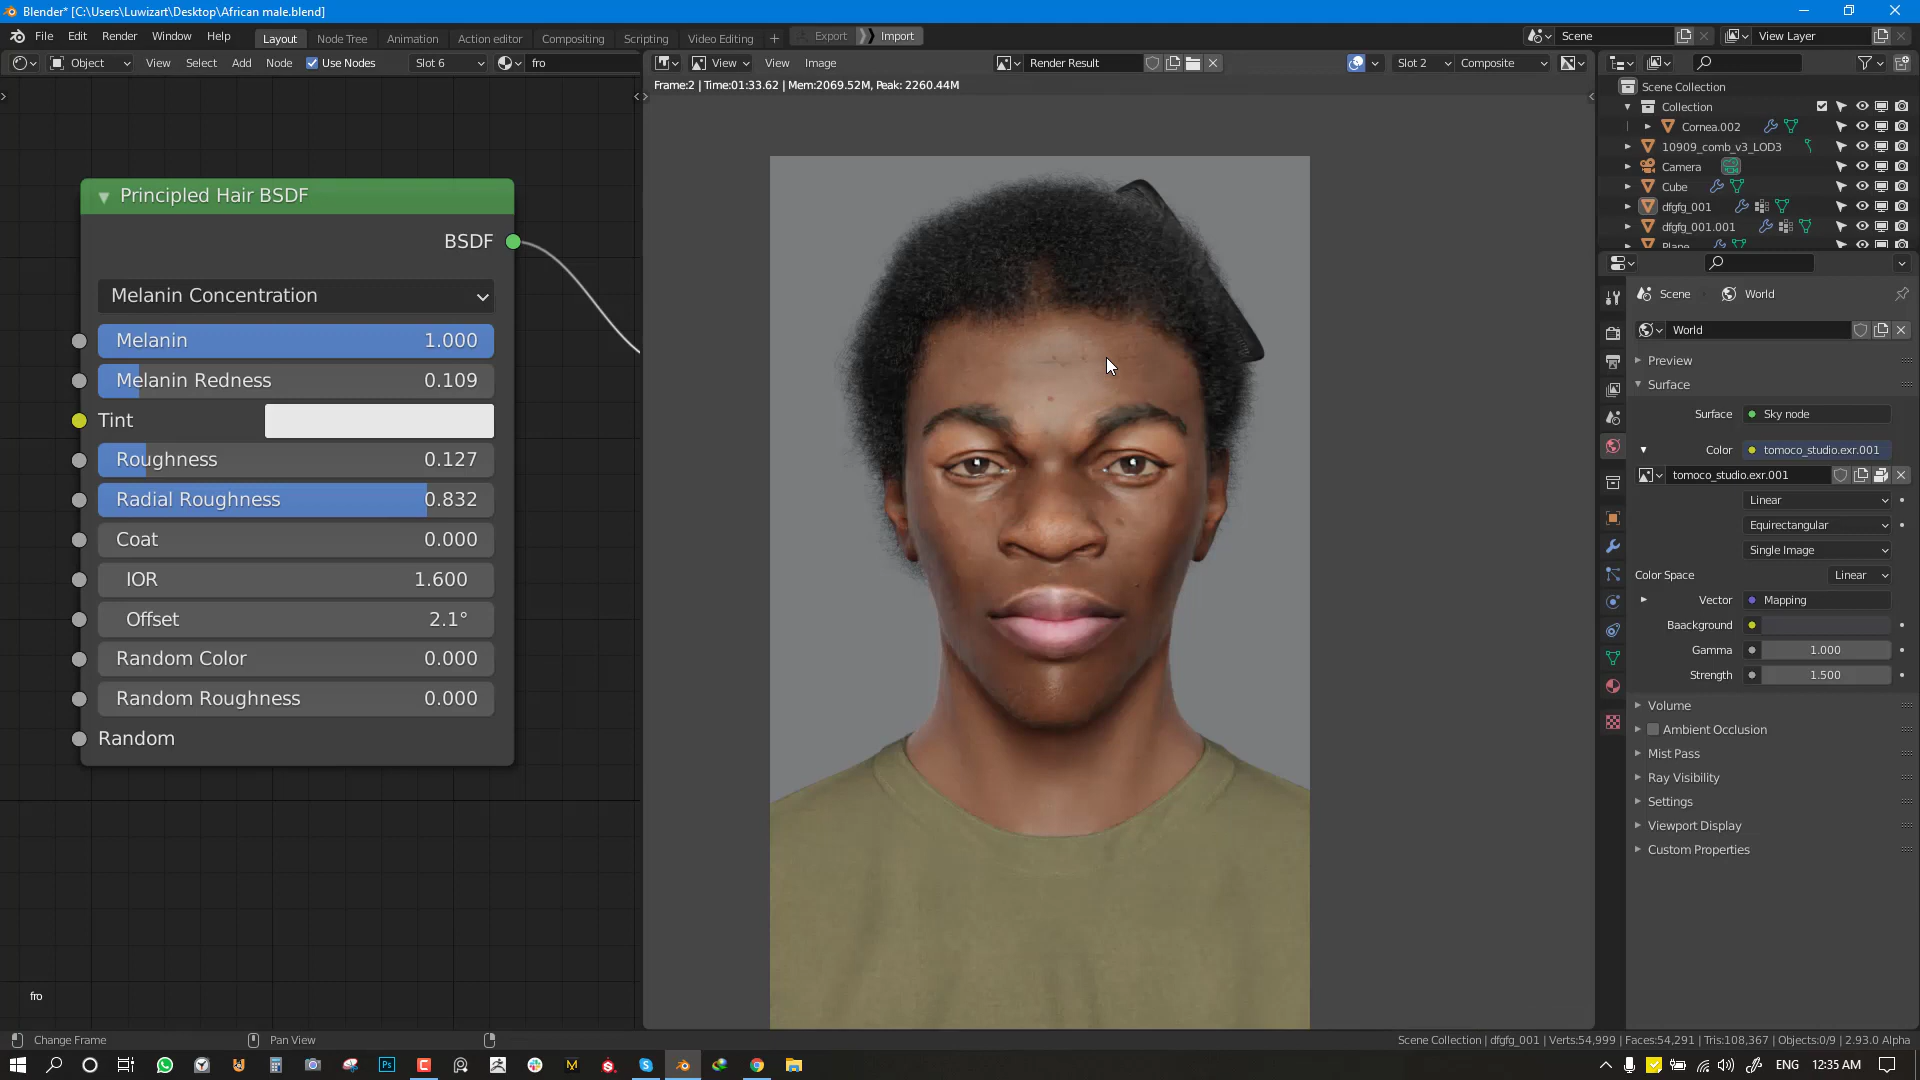 Blender* [C:\Users\Luwizart\Desktop\African male.blend]
File Edit Render Window Help Layout Node Tree Animation Action editor Compositing Scripting Video Editing + Export Import Scene View Layer
Object View Select Add Node Use Nodes Slot 6 fro View View Image Render Result Slot 2 Composite
Frame:2 | Time:01:33.62 | Mem:2069.52M, Peak: 2260.44M
Scene Collection
Collection
Cornea.002
10909_comb_v3_LOD3
Camera
Cube
dfgfg_001
dfgfg_001.001
Plane
Principled Hair BSDF
BSDF
Melanin Concentration
Melanin 1.000
Melanin Redness 0.109
Tint
Roughness 0.127
Radial Roughness 0.832
Coat 0.000
IOR 1.600
Offset 2.1°
Random Color 0.000
Random Roughness 0.000
Random
fro
Scene World
World
Preview
Surface
Surface Sky node
Color tomoco_studio.exr.001
tomoco_studio.exr.001
Linear
Equirectangular
Single Image
Color Space Linear
Vector Mapping
Baackground
Gamma 1.000
Strength 1.500
Volume
Ambient Occlusion
Mist Pass
Ray Visibility
Settings
Viewport Display
Custom Properties
Change Frame Pan View Scene Collection | dfgfg_001 | Verts:54,999 | Faces:54,291 | Tris:108,367 | Objects:0/9 | 2.93.0 Alpha
ENG 12:35 AM